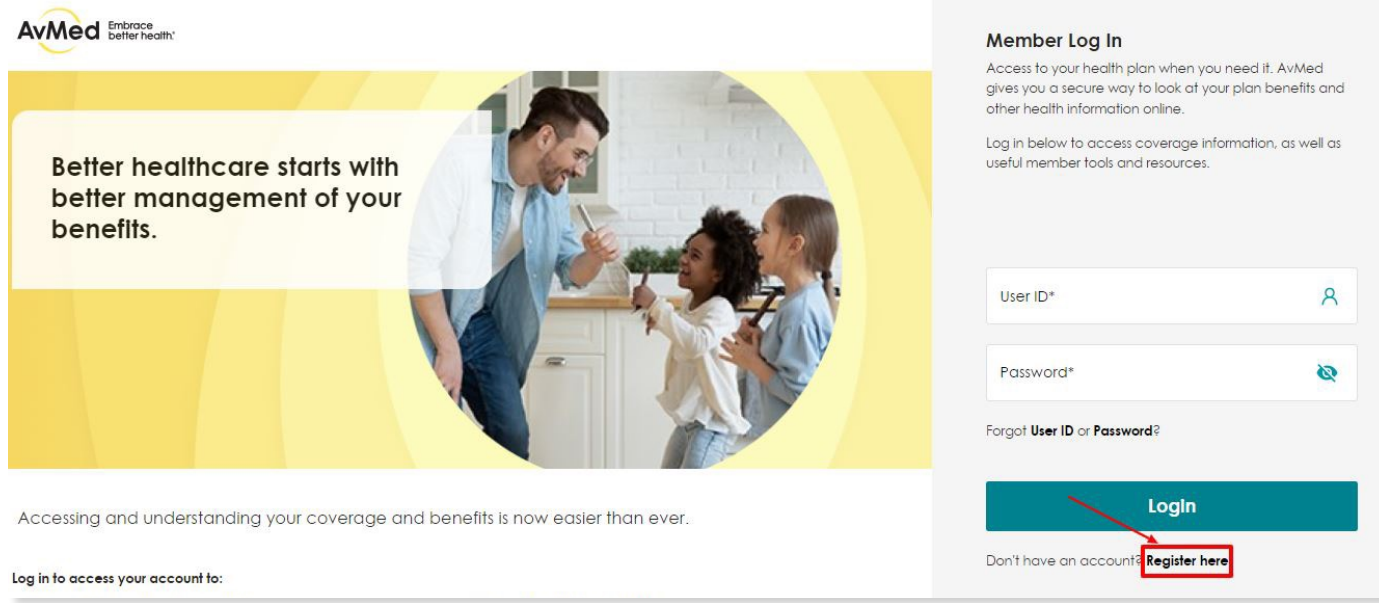 AvMed
Embrace
better health.
Better healthcare starts with
better management of your
benefits.
Accessing and understanding your coverage and benefits is now easier than ever.
Log in to access your account to:
Member Log In
Access to your health plan when you need it. AvMed
gives you a secure way to look at your plan benefits and
other health information online.
Log in below to access coverage information, as well as
useful member tools and resources.
User ID*
Password*
Forgot User ID or Password?
Login
Don't have an account? Register here